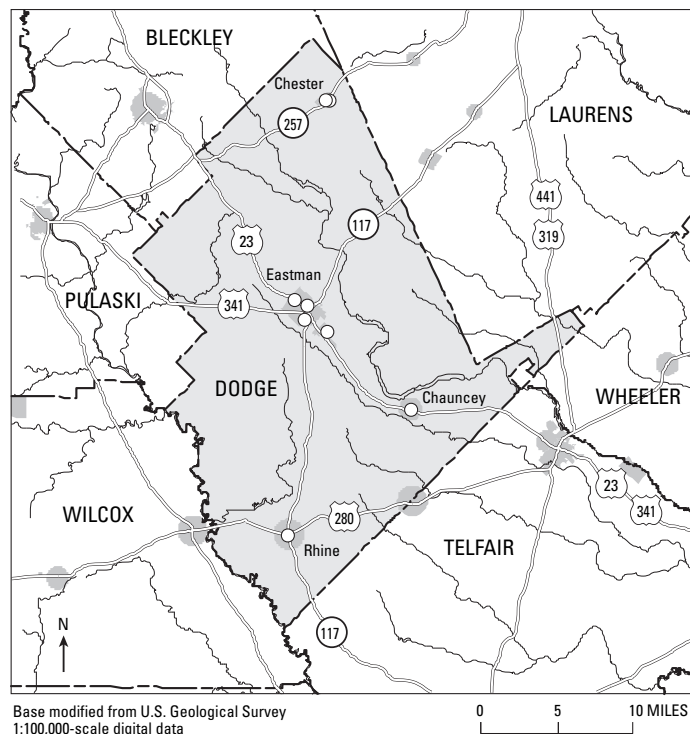 BLECKLEY
Chester
257
LAURENS
441
319
117
23
Eastman
PULASKI
341
DODGE
Chauncey
WHEELER
WILCOX
280
23
341
Rhine
TELFAIR
117
N
Base modified from U.S. Geological Survey
1:100,000-scale digital data
0 5 10 MILES